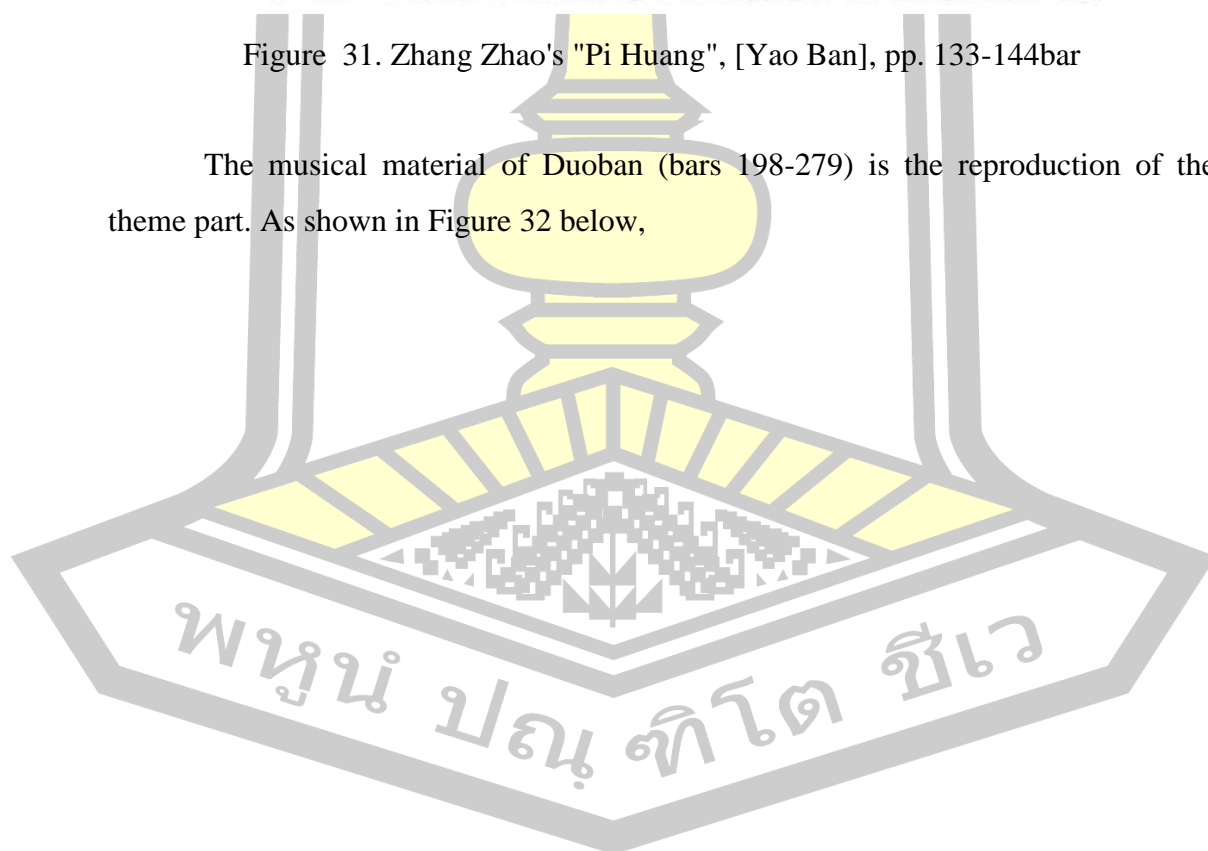 Figure 31. Zhang Zhao's "Pi Huang", [Yao Ban], pp. 133-144bar
The musical material of Duoban (bars 198-279) is the reproduction of the
theme part. As shown in Figure 32 below,
พหูนํ ปณฺฑิโต ชีเว